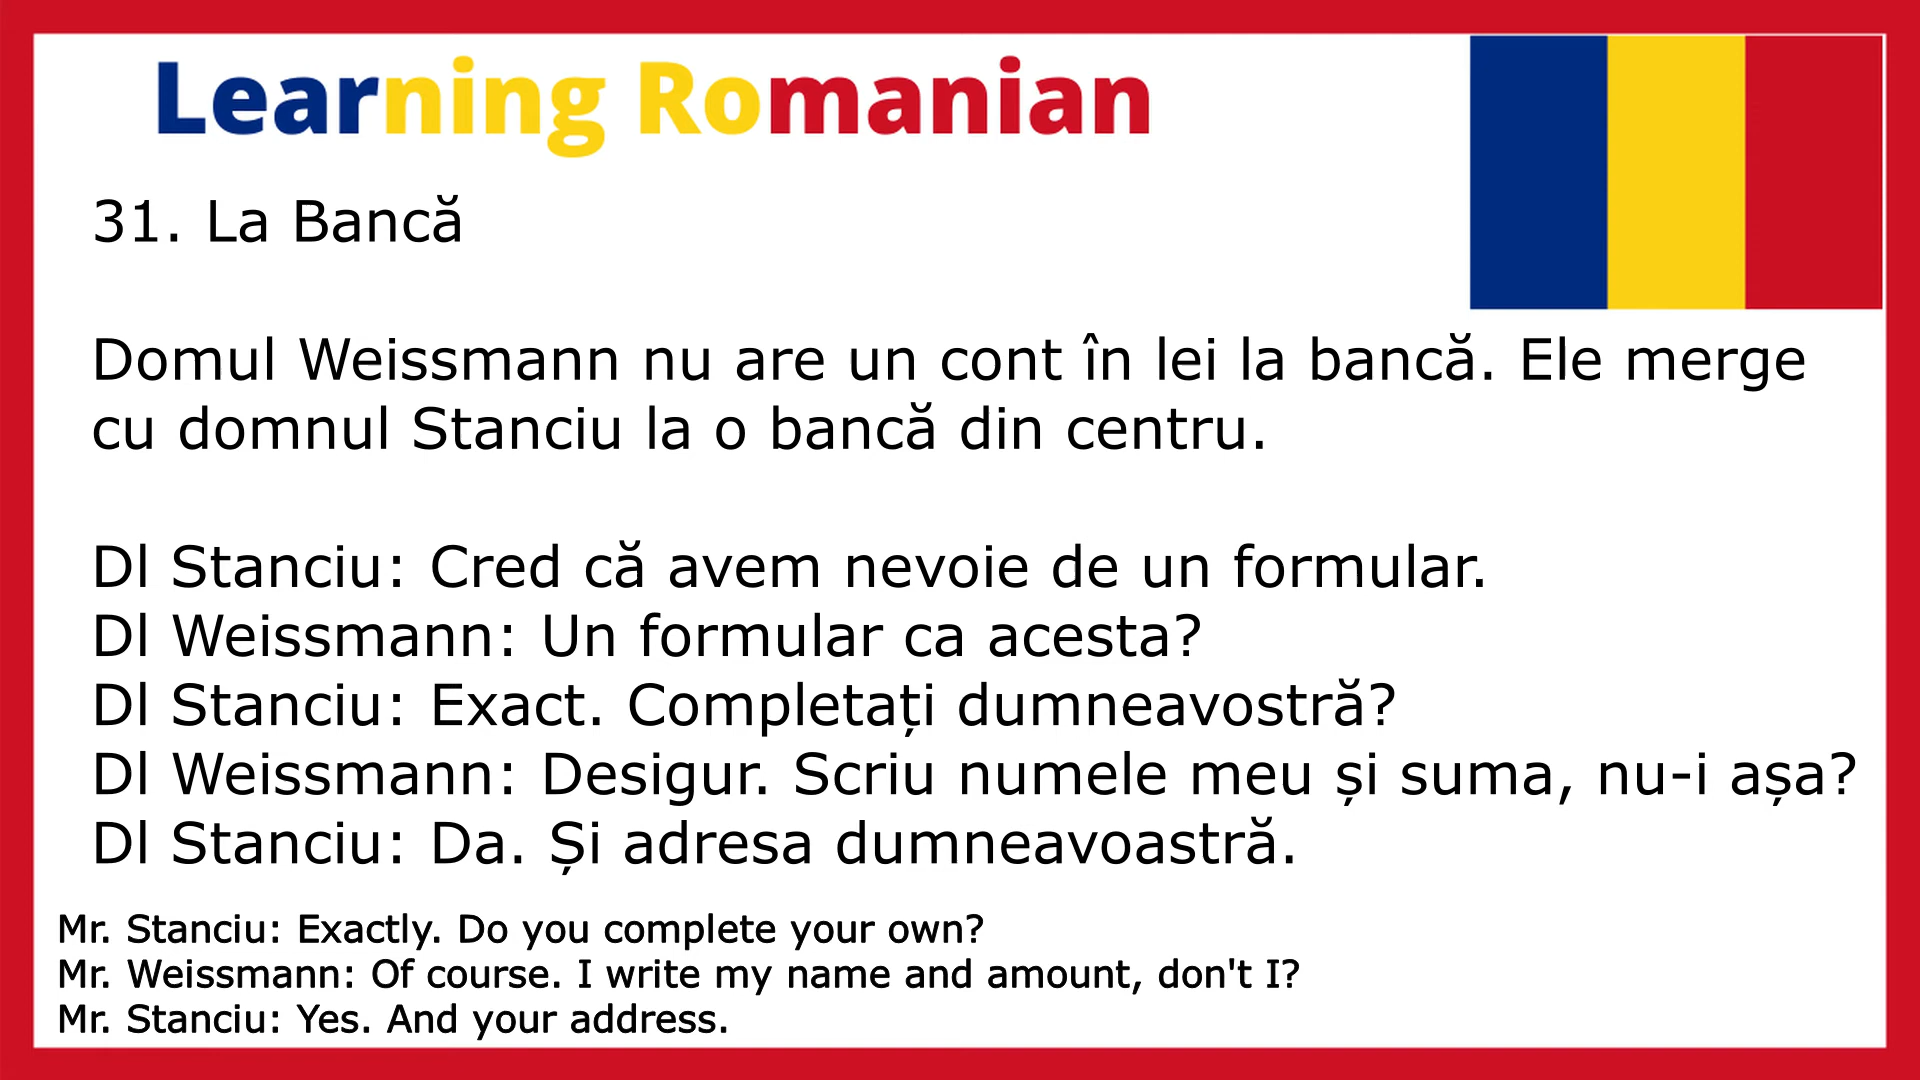 Learning Romanian
31. La Bancă
Domul Weissmann nu are un cont în lei la bancă. Ele merge
cu domnul Stanciu la o bancă din centru.
Dl Stanciu: Cred că avem nevoie de un formular.
Dl Weissmann: Un formular ca acesta?
Dl Stanciu: Exact. Completați dumneavostră?
Dl Weissmann: Desigur. Scriu numele meu și suma, nu-i așa?
Dl Stanciu: Da. Și adresa dumneavoastră.
Mr. Stanciu: Exactly. Do you complete your own?
Mr. Weissmann: Of course. I write my name and amount, don't I?
Mr. Stanciu: Yes. And your address.